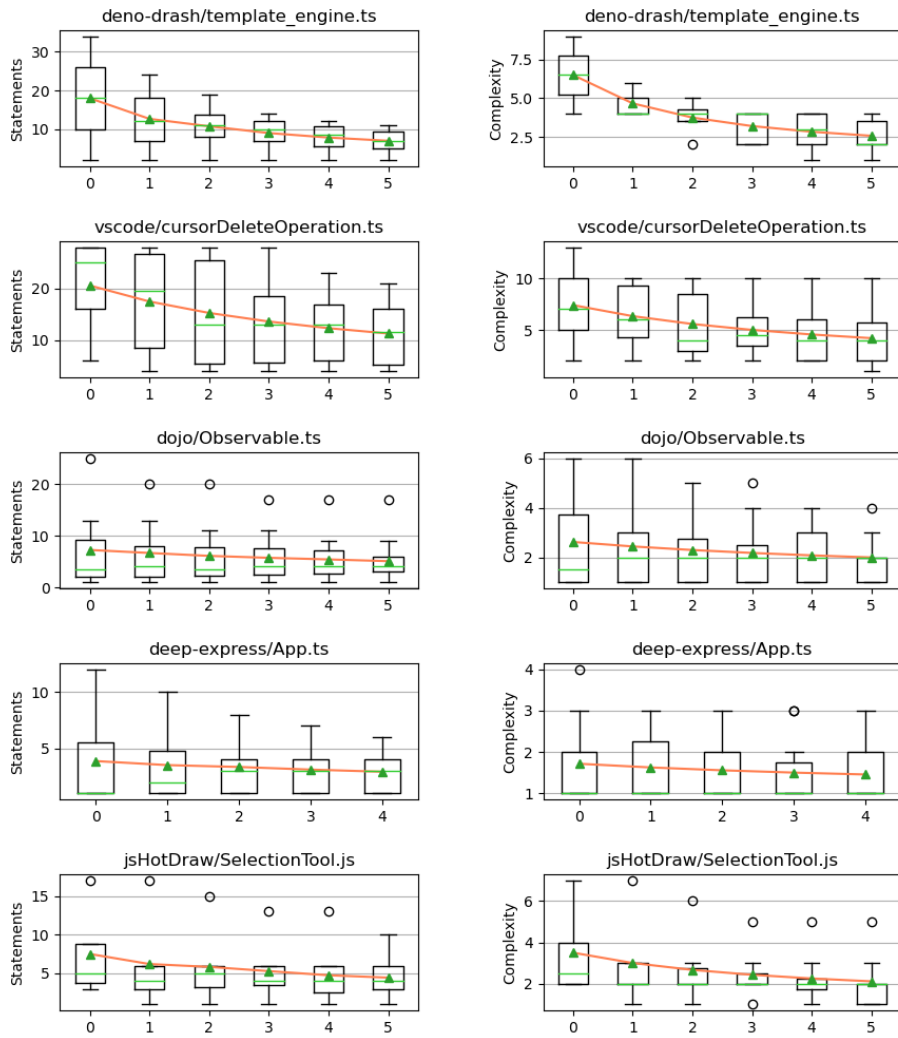 deno-drash/template_engine.ts
Statements
30
20
10
0 1 2 3 4 5
deno-drash/template_engine.ts
Complexity
7.5
5.0
2.5
0 1 2 3 4 5
vscode/cursorDeleteOperation.ts
Statements
20
10
0 1 2 3 4 5
vscode/cursorDeleteOperation.ts
Complexity
10
5
0 1 2 3 4 5
dojo/Observable.ts
Statements
20
10
0
0 1 2 3 4 5
dojo/Observable.ts
Complexity
6
4
2
0 1 2 3 4 5
deep-express/App.ts
Statements
10
5
0 1 2 3 4
deep-express/App.ts
Complexity
4
3
2
1
0 1 2 3 4
jsHotDraw/SelectionTool.js
Statements
15
10
5
0 1 2 3 4 5
jsHotDraw/SelectionTool.js
Complexity
6
4
2
0 1 2 3 4 5